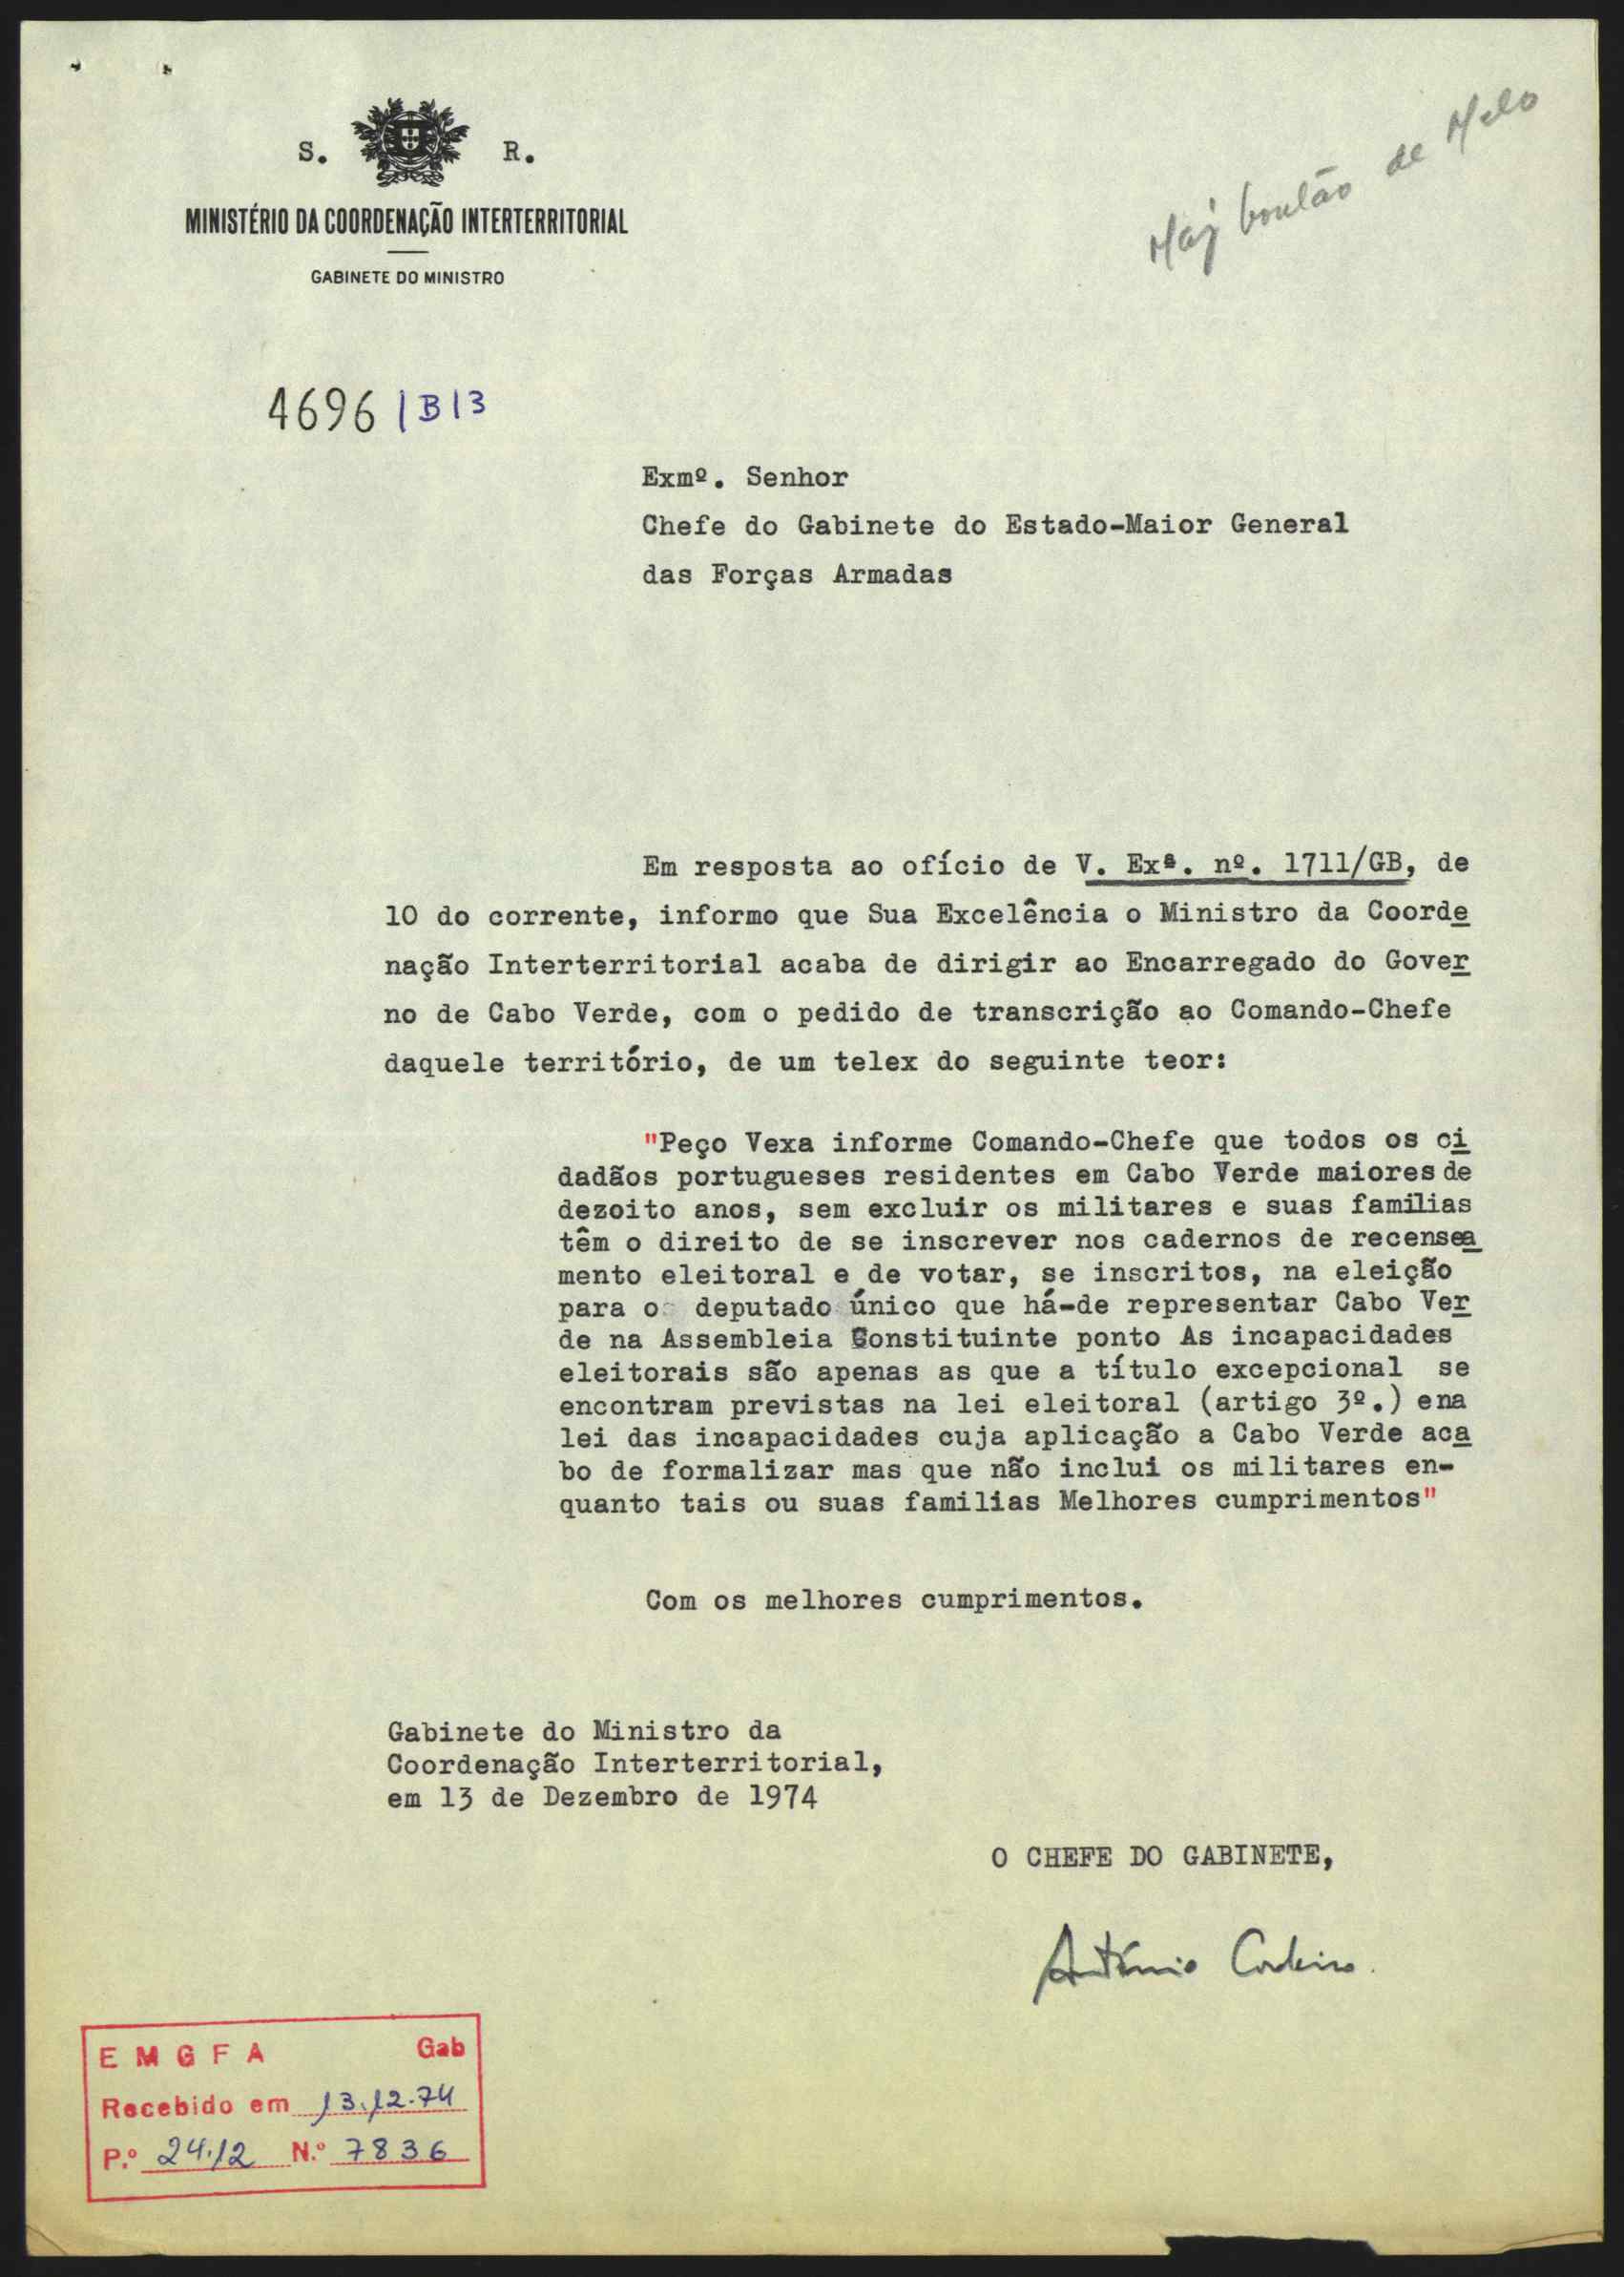 Maj de Melo
S. R.
MINISTÉRIO DA COORDENAÇÃO INTERTERRITORIAL
GABINETE DO MINISTRO
4696 /B/3
Exmº. Senhor
Chefe do Gabinete do Estado-Maior General
das Forças Armadas
Em resposta ao ofício de V. Exª. nº. 1711/GB, de
10 do corrente, informo que Sua Excelência o Ministro da Coorde
nação Interterritorial acaba de dirigir ao Encarregado do Gover
no de Cabo Verde, com o pedido de transcrição ao Comando-Chefe
daquele território, de um telex do seguinte teor:
"Peço Vexa informe Comando-Chefe que todos os ci
dadãos portugueses residentes em Cabo Verde maiores de
dezoito anos, sem excluir os militares e suas familias
têm o direito de se inscrever nos cadernos de recensea
mento eleitoral e de votar, se inscritos, na eleição
para o deputado único que há-de representar Cabo Ver
de na Assembleia Constituinte ponto As incapacidades
eleitorais são apenas as que a título excepcional se
encontram previstas na lei eleitoral (artigo 3º.) ena
lei das incapacidades cuja aplicação a Cabo Verde aca
bo de formalizar mas que não inclui os militares en-
quanto tais ou suas familias Melhores cumprimentos"
Com os melhores cumprimentos.
Gabinete do Ministro da
Coordenação Interterritorial,
em 13 de Dezembro de 1974
O CHEFE DO GABINETE,
António Cordeiro.
E M G F A Gab
Recebido em 13.12.74
P.º 24.12 N.º 7836